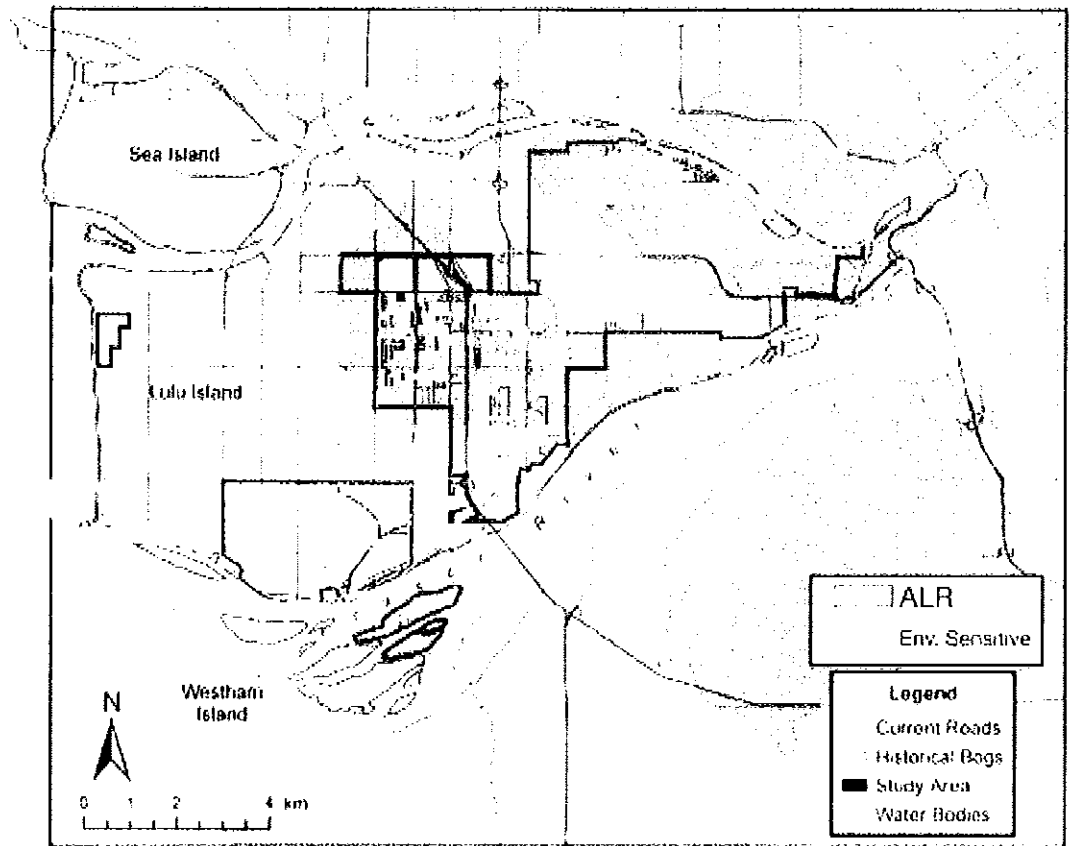 Sea Island
Lulu Island
Westham
Island
N
0 1 2 4 km
ALR
Env. Sensitive
Legend
Current Roads
Historical Bogs
Study Area
Water Bodies